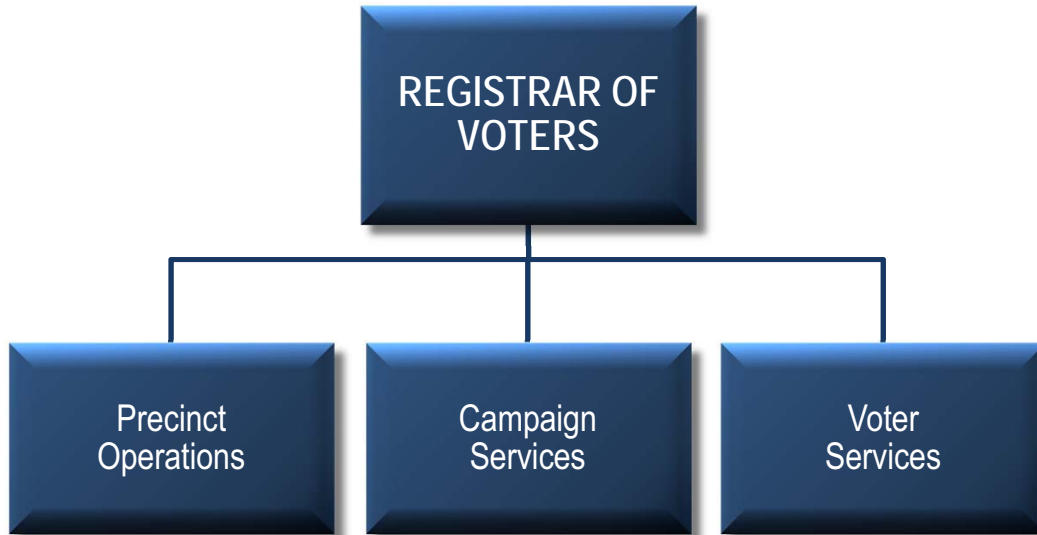 REGISTRAR OF
VOTERS
Precinct
Operations
Campaign
Services
Voter
Services